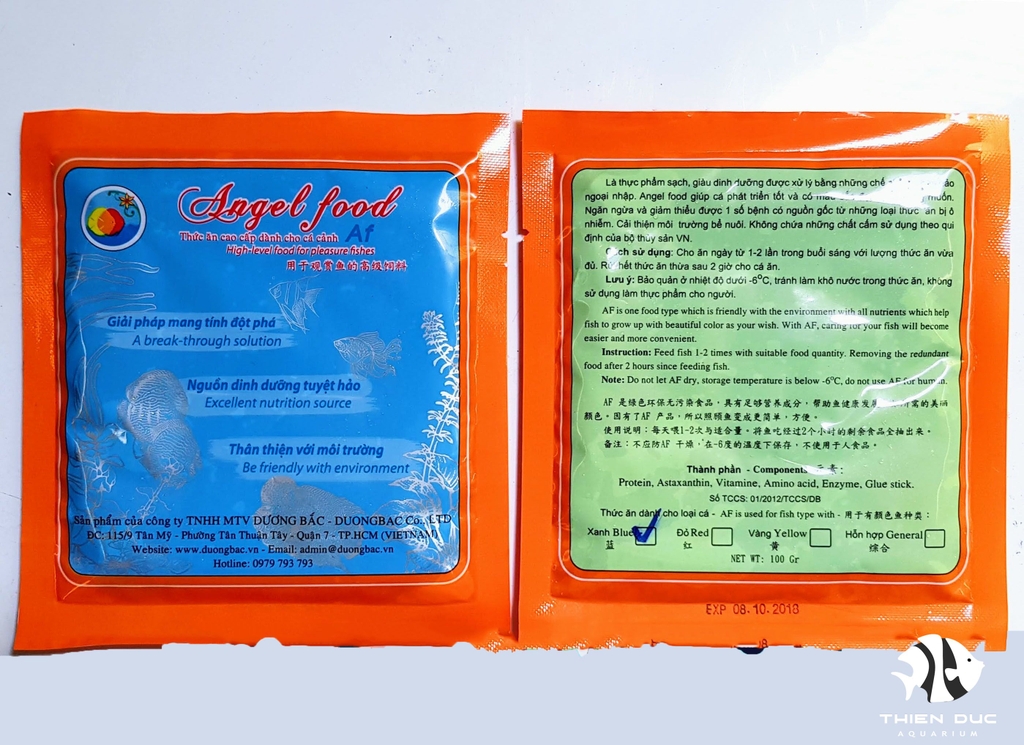 Angel food
Thức ăn cao cấp dành cho cá cảnh Af
High-level food for pleasure fishes
用于观赏鱼的高级饲料
Giải pháp mang tính đột phá
A break-through solution
Nguồn dinh dưỡng tuyệt hảo
Excellent nutrition source
Thân thiện với môi trường
Be friendly with environment
Sản phẩm của công ty TNHH MTV DƯƠNG BẮC - DUONGBAC Co., LTD
ĐC: 115/9 Tân Mỹ - Phường Tân Thuận Tây - Quận 7 - TP.HCM (VIETNAM)
Website: www.duongbac.vn - Email: admin@duongbac.vn
Hotline: 0979 793 793
Là thực phẩm sạch, giàu dinh dưỡng được xử lý bằng những chế
ngoại nhập. Angel food giúp cá phát triển tốt và có muốn.
Ngăn ngừa và giảm thiểu được 1 số bệnh có nguồn gốc từ những loại thức ăn bị ô
nhiễm. Cải thiện môi trường bể nuôi. Không chứa những chất cấm sử dụng theo qui
định của bộ thủy sản VN.
Cách sử dụng: Cho ăn ngày từ 1-2 lần trong buổi sáng với lượng thức ăn vừa
đủ. hết thức ăn thừa sau 2 giờ cho cá ăn.
Lưu ý: Bảo quản ở nhiệt độ dưới -6°C, tránh làm khô nước trong thức ăn, không
sử dụng làm thực phẩm cho người.
AF is one food type which is friendly with the environment with all nutrients which help
fish to grow up with beautiful color as your wish. With AF, caring for your fish will become
easier and more convenient.
Instruction: Feed fish 1-2 times with suitable food quantity. Removing the redundant
food after 2 hours since feeding fish.
Note: Do not let AF dry, storage temperature is below -6°C, do not use AF for human.
AF 是绿色环保无污染食品，具有足够营养成分，帮助鱼健康发展 所需的美丽
颜色。因有了AF 产品，所以照顾鱼变成更简单，方便。
使用说明：每天喂1-2次与适合量。将鱼吃经过2个小时的剩余食品全抽出来。
备注：不应防AF 干燥，在-6度的温度下保存，不使用于人食品。
Thành phần - Components 元素:
Protein, Astaxanthin, Vitamine, Amino acid, Enzyme, Glue stick.
Số TCCS: 01/2012/TCCS/DB
Thức ăn dành cho loại cá - AF is used for fish type with - 用于有颜色鱼种类:
Xanh Blue Đỏ Red Vàng Yellow Hỗn hợp General
蓝 红 黄 综合
NET WT: 100 Gr
EXP 08.10.2018
THIEN DUC
AQUARIUM